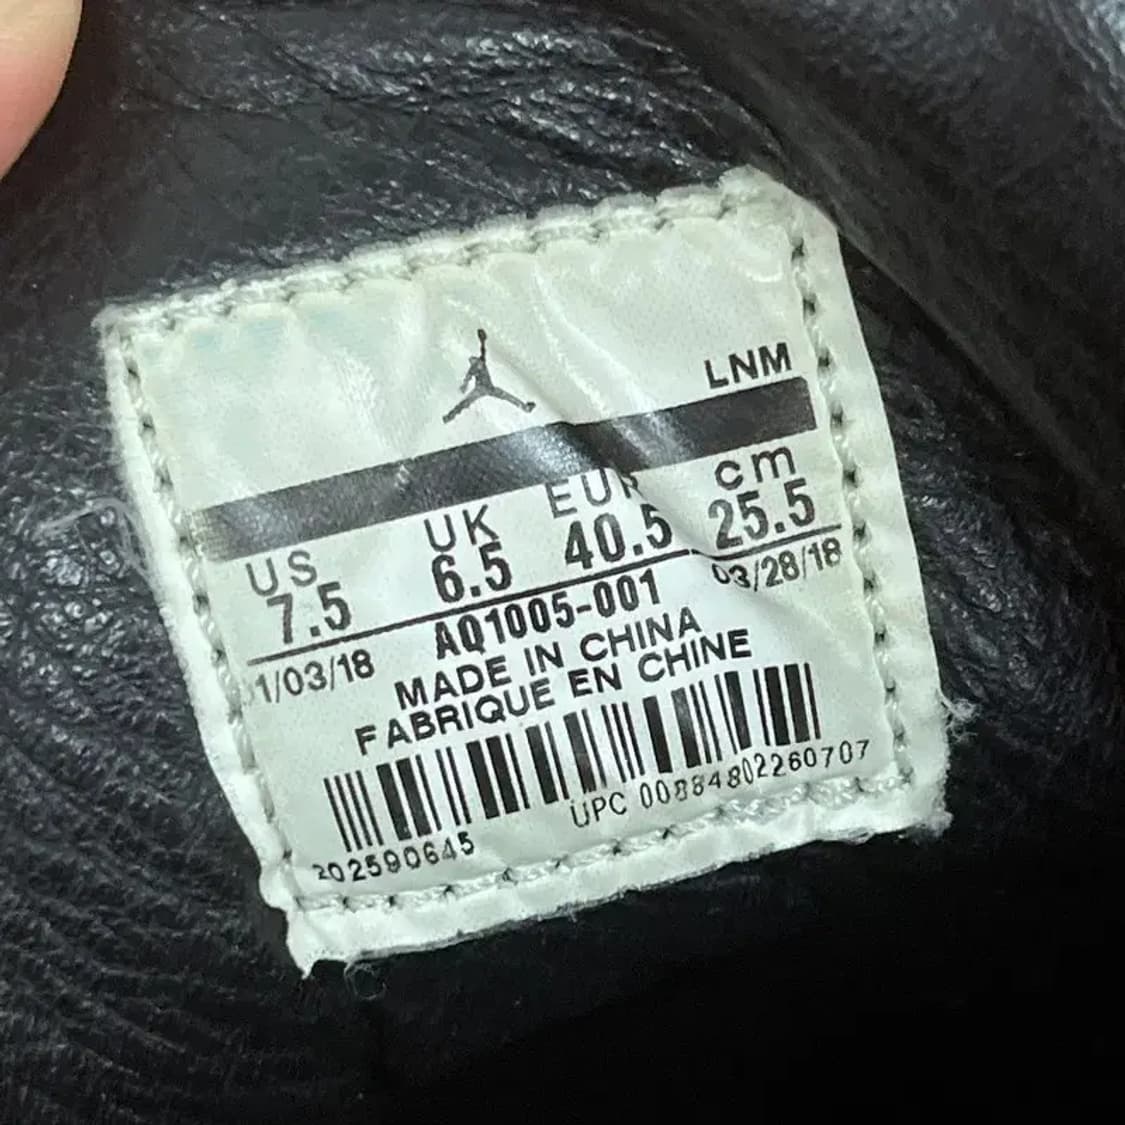 LNM
US UK EUR cm
7.5 6.5 40.5 25.5
1/03/18 AQ1005-001 03/28/18
MADE IN CHINA
FABRIQUE EN CHINE
202590645 UPC 00884802260707